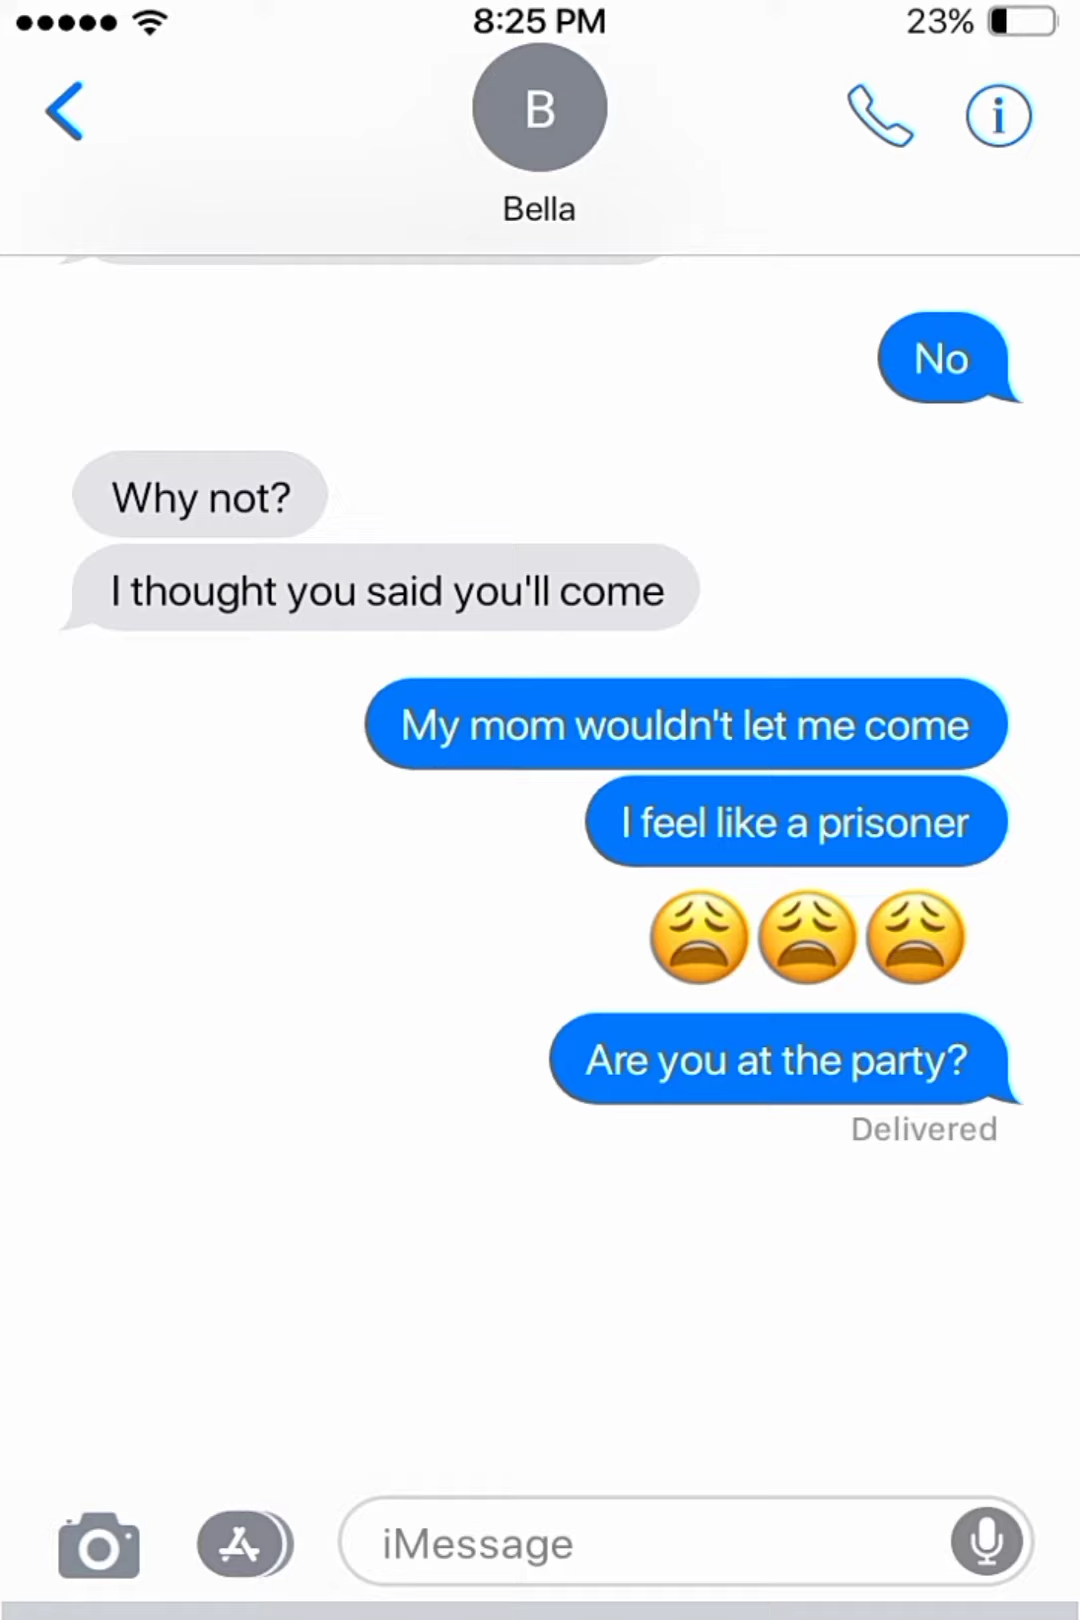 8:25 PM
23%
B
Bella
No
Why not?
I thought you said you'll come
My mom wouldn't let me come
I feel like a prisoner
😩😩😩
Are you at the party?
Delivered
iMessage